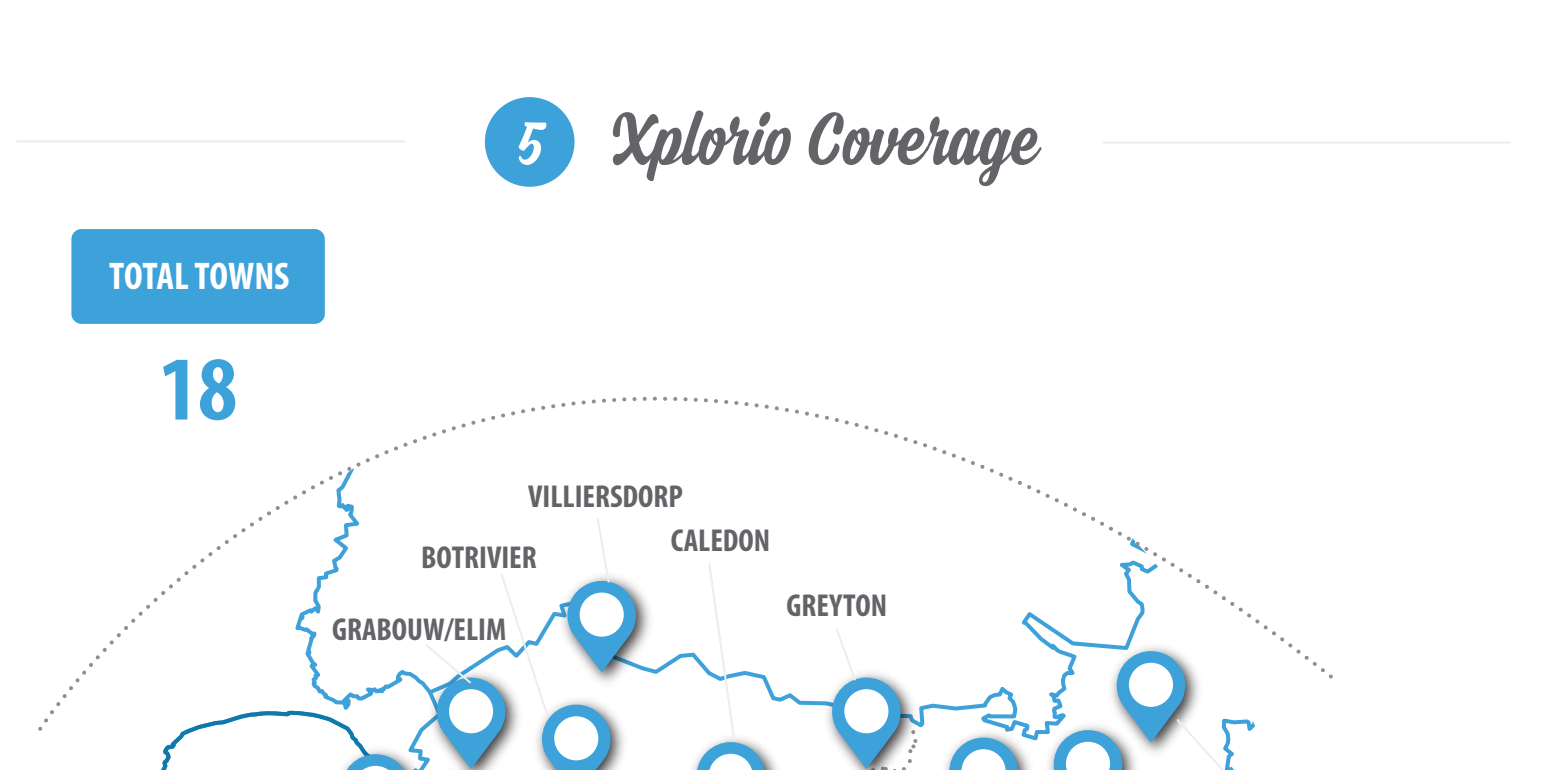 5 Xplorio Coverage
TOTAL TOWNS
18
VILLIERSDORP
CALEDON
BOTRIVIER
GREYTON
GRABOUW/ELIM